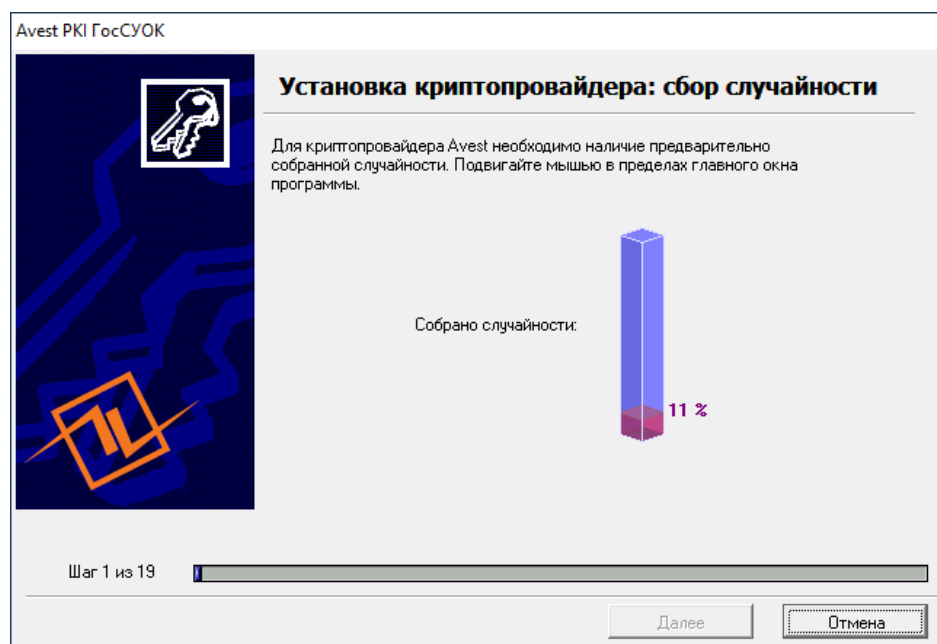 Avest PKI ГосСУОК
Установка криптопровайдера: сбор случайности
Для криптопровайдера Avest необходимо наличие предварительно
собранной случайности. Подвигайте мышью в пределах главного окна
программы.
Собрано случайности:
11 %
Шаг 1 из 19
Далее
Отмена